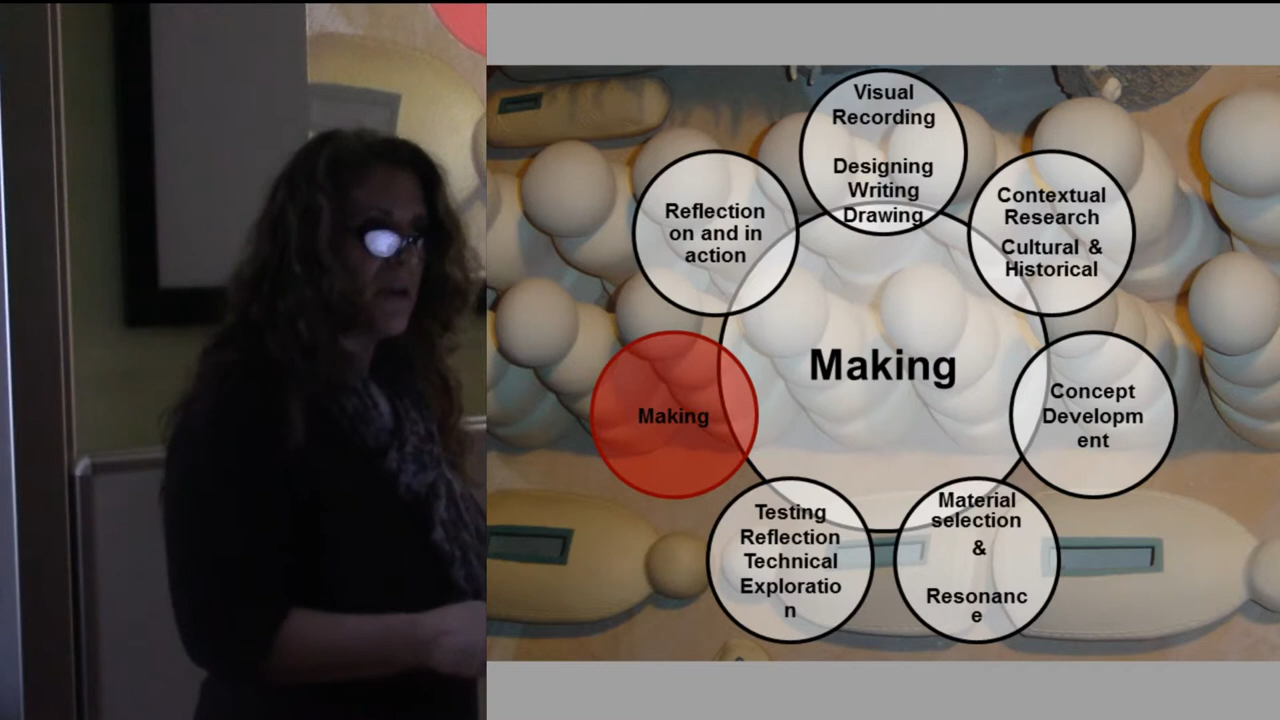 Visual
Recording
Designing
Writing
Drawing
Contextual
Research
Cultural &
Historical
Reflection
on and in
action
Making
Making
Concept
Developm
ent
Testing
Reflection
Technical
Exploratio
n
Material
selection
&
Resonanc
e